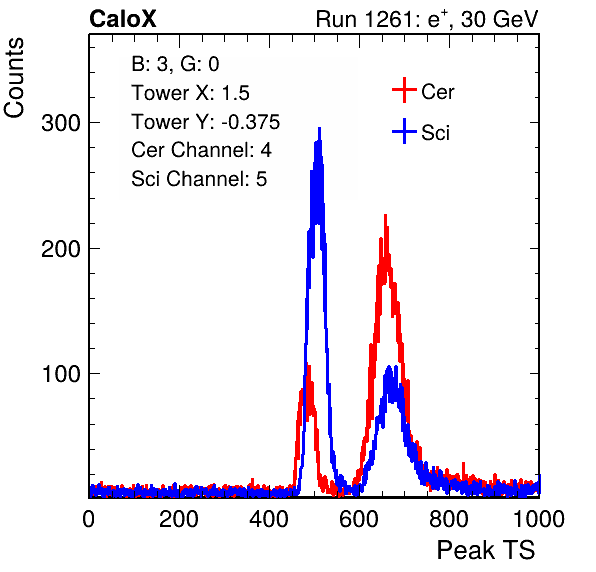 CaloX Run 1261: e⁺, 30 GeV
Counts
B: 3, G: 0
Tower X: 1.5
Tower Y: -0.375
Cer Channel: 4
Sci Channel: 5
Cer
Sci
300
200
100
0 200 400 600 800 1000
Peak TS